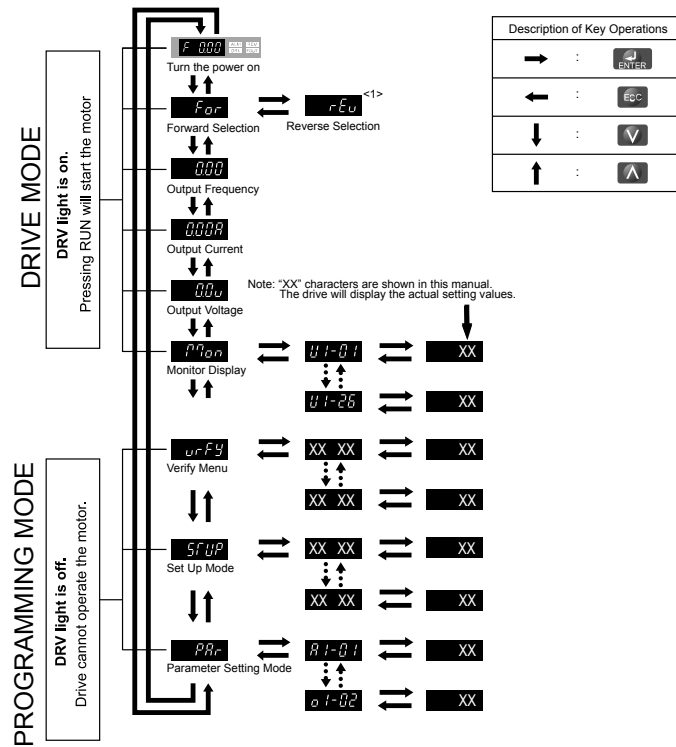 DRIVE MODE
DRV light is on.
Pressing RUN will start the motor
F 0.00
Turn the power on
For
Forward Selection
rEv
<1>
Reverse Selection
0.00
Output Frequency
0.00A
Output Current
0.0v
Output Voltage
Note: “XX” characters are shown in this manual.
The drive will display the actual setting values.
Mon
Monitor Display
U1-01
XX
U1-26
XX
PROGRAMMING MODE
DRV light is off.
Drive cannot operate the motor.
vrFY
Verify Menu
XX XX
XX
XX XX
XX
STUP
Set Up Mode
XX XX
XX
XX XX
XX
PAr
Parameter Setting Mode
A1-01
XX
o1-02
XX
Description of Key Operations
: ENTER
: ESC
:
: